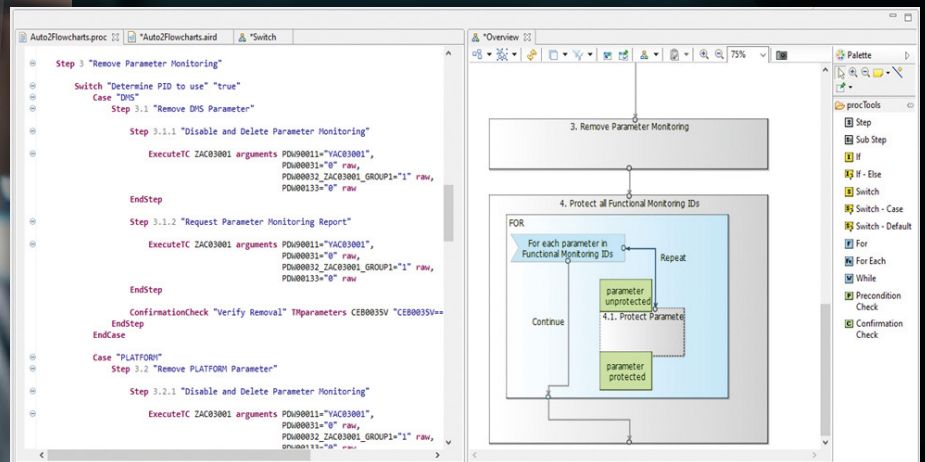 Auto2Flowcharts.proc
*Auto2Flowcharts.aird
*Switch
Step 3 "Remove Parameter Monitoring"
Switch "Determine PID to use" "true"
Case "DMS"
Step 3.1 "Remove DMS Parameter"
Step 3.1.1 "Disable and Delete Parameter Monitoring"
ExecuteTC ZAC03001 arguments PDW90011="YAC03001",
PDW00031="0" raw,
PDW00032_ZAC03001_GROUP1="1" raw,
PDW00133="0" raw
EndStep
Step 3.1.2 "Request Parameter Monitoring Report"
ExecuteTC ZAC03001 arguments PDW90011="YAC03001",
PDW00031="0" raw,
PDW00032_ZAC03001_GROUP1="1" raw,
PDW00133="0" raw
EndStep
ConfirmationCheck "Verify Removal" TMparameters CEB0035V "CEB0035V==
EndStep
EndCase
Case "PLATFORM"
Step 3.2 "Remove PLATFORM Parameter"
Step 3.2.1 "Disable and Delete Parameter Monitoring"
ExecuteTC ZAC03001 arguments PDW90011="YAC03001",
PDW00031="0" raw,
PDW00032_ZAC03001_GROUP1="1" raw,
PDW00133="0" raw
*Overview
75%
3. Remove Parameter Monitoring
4. Protect all Functional Monitoring IDs
FOR
For each parameter in
Functional Monitoring IDs
Repeat
parameter
unprotected
4.1. Protect Paramete
Continue
parameter
protected
Palette
procTools
Step
Sub Step
If
If - Else
Switch
Switch - Case
Switch - Default
For
For Each
While
Precondition
Check
Confirmation
Check